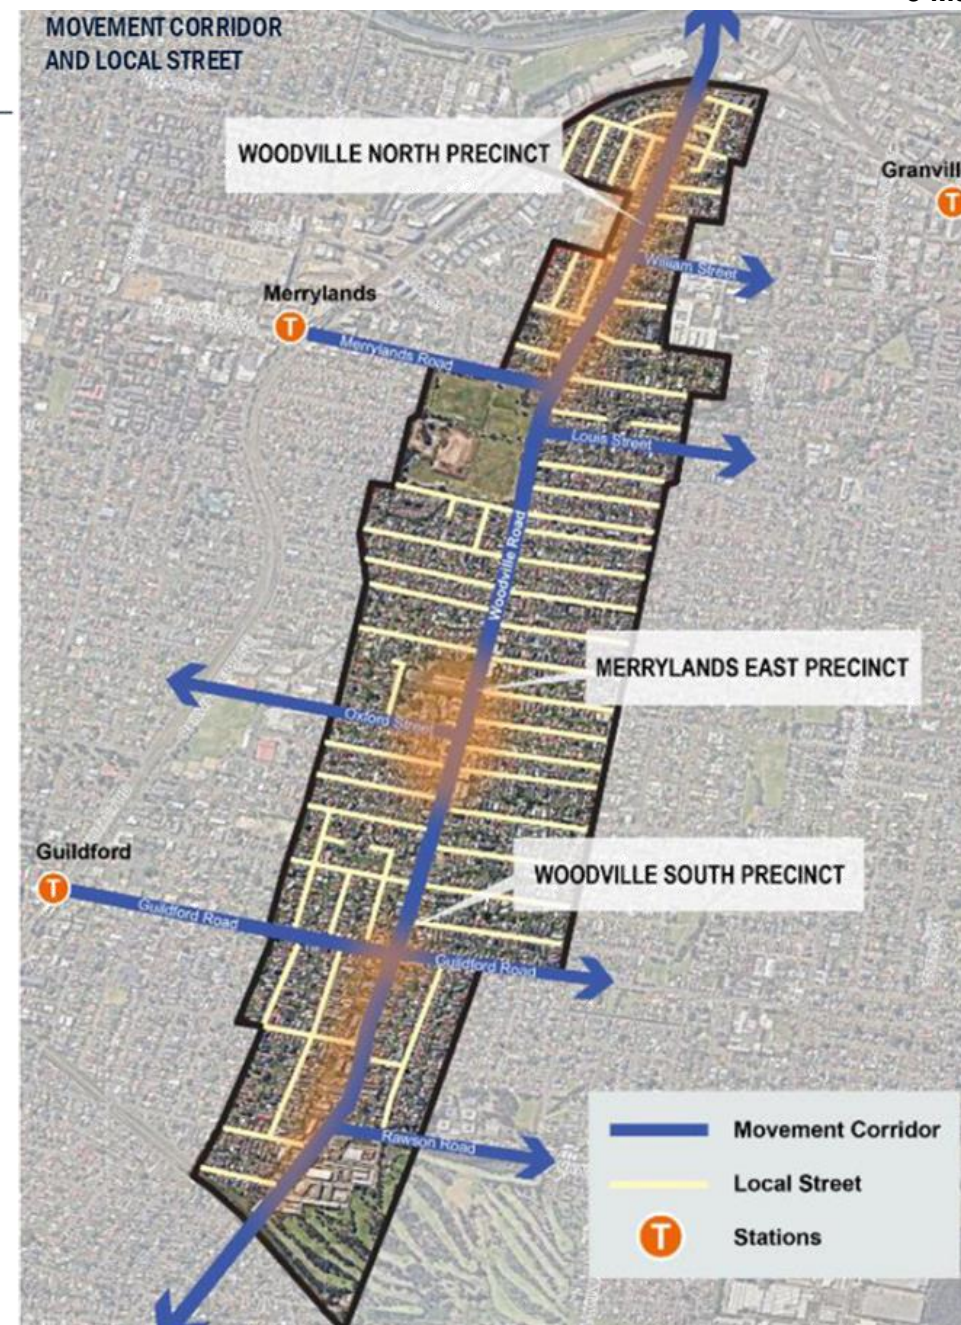 MOVEMENT CORRIDOR
AND LOCAL STREET
WOODVILLE NORTH PRECINCT
Granvill
T
William Street
Merrylands
T
Merrylands Road
Louis Street
Woodville Road
MERRYLANDS EAST PRECINCT
Oxford Street
WOODVILLE SOUTH PRECINCT
Guildford
T
Guildford Road
Guildford Road
Rawson Road
Movement Corridor
Local Street
T
Stations